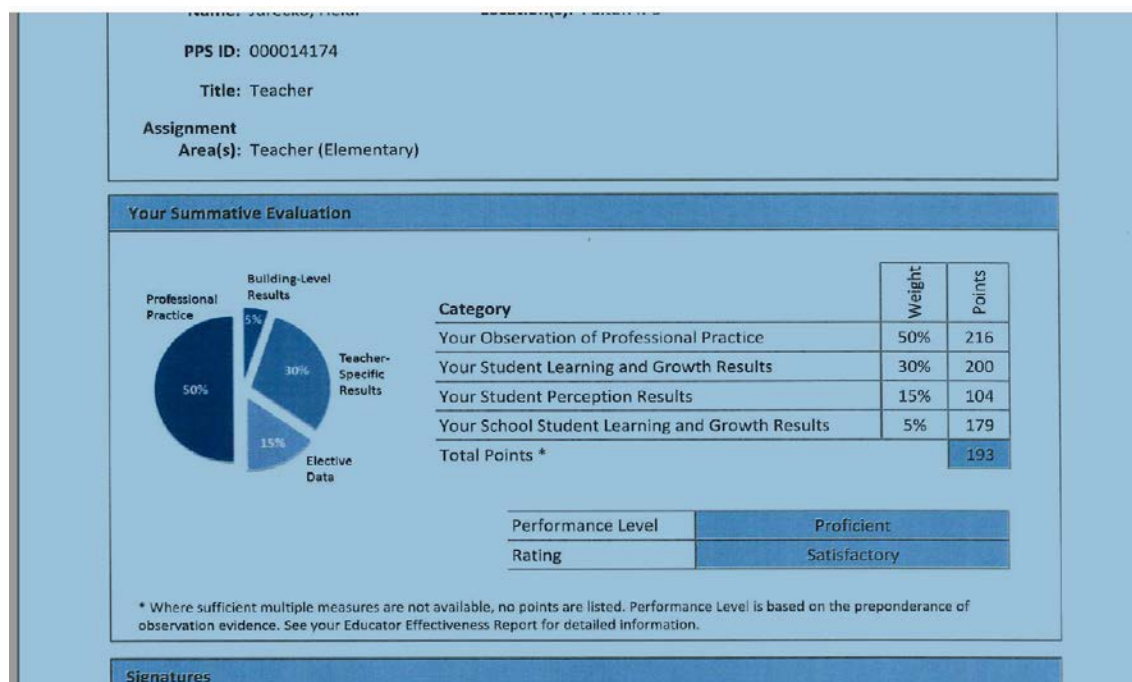 PPS ID: 000014174
Title: Teacher
Assignment
Area(s): Teacher (Elementary)
Your Summative Evaluation
Professional
Practice
Building-Level
Results
Teacher-
Specific
Results
Elective
Data
50%
5%
30%
15%
Category Weight Points
Your Observation of Professional Practice 50% 216
Your Student Learning and Growth Results 30% 200
Your Student Perception Results 15% 104
Your School Student Learning and Growth Results 5% 179
Total Points * 193
Performance Level Proficient
Rating Satisfactory
* Where sufficient multiple measures are not available, no points are listed. Performance Level is based on the preponderance of
observation evidence. See your Educator Effectiveness Report for detailed information.
Signatures